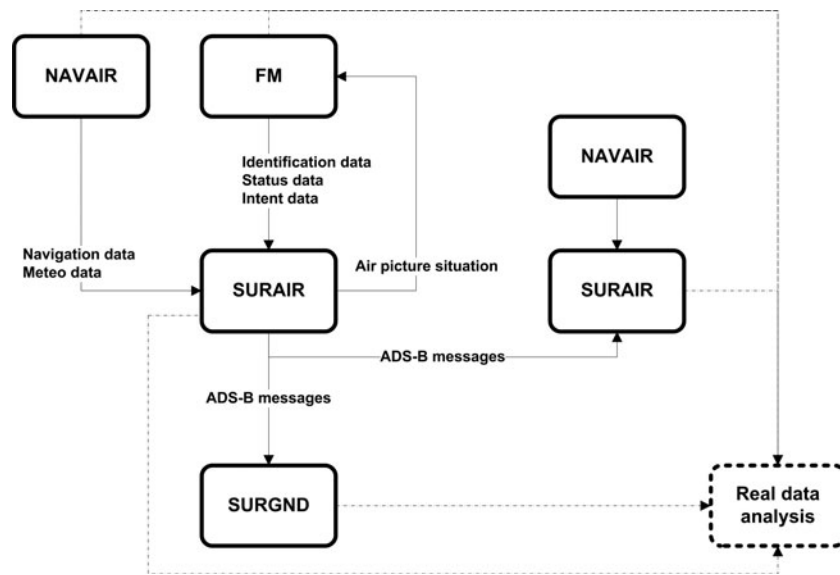 NAVAIR
FM
NAVAIR
Identification data
Status data
Intent data
Navigation data
Meteo data
SURAIR
Air picture situation
SURAIR
ADS-B messages
ADS-B messages
SURGND
Real data
analysis